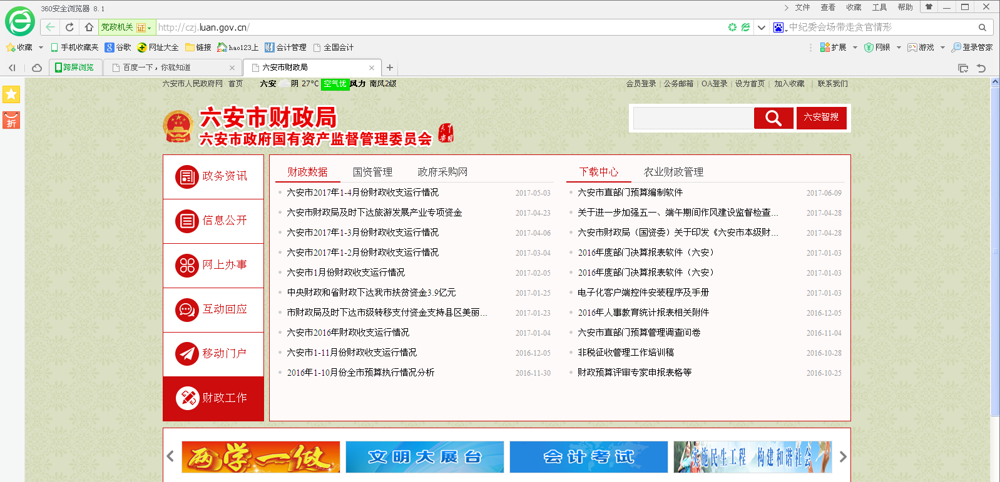 360安全浏览器 8.1
文件 查看 收藏 工具 帮助
党政机关 证 http://czj.luan.gov.cn/
中纪委会场带走贪官情形
收藏 手机收藏夹 谷歌 网址大全 链接 hao123上 会计管理 全国会计
扩展 网银 游戏 登录管家
跨屏浏览 百度一下,你就知道 六安市财政局
六安市人民政府网 首页 六安 阴 27℃ 空气优 风力 南风2级
会员登录 | 公务邮箱 | OA登录 | 设为首页 | 加入收藏 | 联系我们
折
六安市财政局
六安市政府国有资产监督管理委员会
六安智搜
政务资讯
信息公开
网上办事
互动回应
移动门户
财政工作
财政数据 国资管理 政府采购网
六安市2017年1-4月份财政收支运行情况 2017-05-03
六安市财政局及时下达旅游发展产业专项资金 2017-04-23
六安市2017年1-3月份财政收支运行情况 2017-04-06
六安市2017年1-2月份财政收支运行情况 2017-03-04
六安市1月份财政收支运行情况 2017-02-05
中央财政和省财政下达我市扶贫资金3.9亿元 2017-01-25
市财政局及时下达市级转移支付资金支持县区美丽... 2017-01-23
六安市2016年财政收支运行情况 2017-01-04
六安市1-11月份财政收支运行情况 2016-12-05
2016年1-10月份全市预算执行情况分析 2016-11-30
下载中心 农业财政管理
六安市直部门预算编制软件 2017-06-09
关于进一步加强五一、端午期间作风建设监督检查... 2017-04-28
六安市财政局（国资委）关于印发《六安市本级财... 2017-04-28
2016年度部门决算报表软件（六安） 2017-01-03
2016年度部门决算报表软件（六安） 2017-01-03
电子化客户端控件安装程序及手册 2017-01-03
2016年人事教育统计报表相关附件 2016-12-05
六安市直部门预算管理调查问卷 2016-11-04
非税征收管理工作培训稿 2016-10-28
财政预算评审专家申报表格等 2016-10-25
两学一做
文明大展台
会计考试
实施民生工程 构建和谐社会